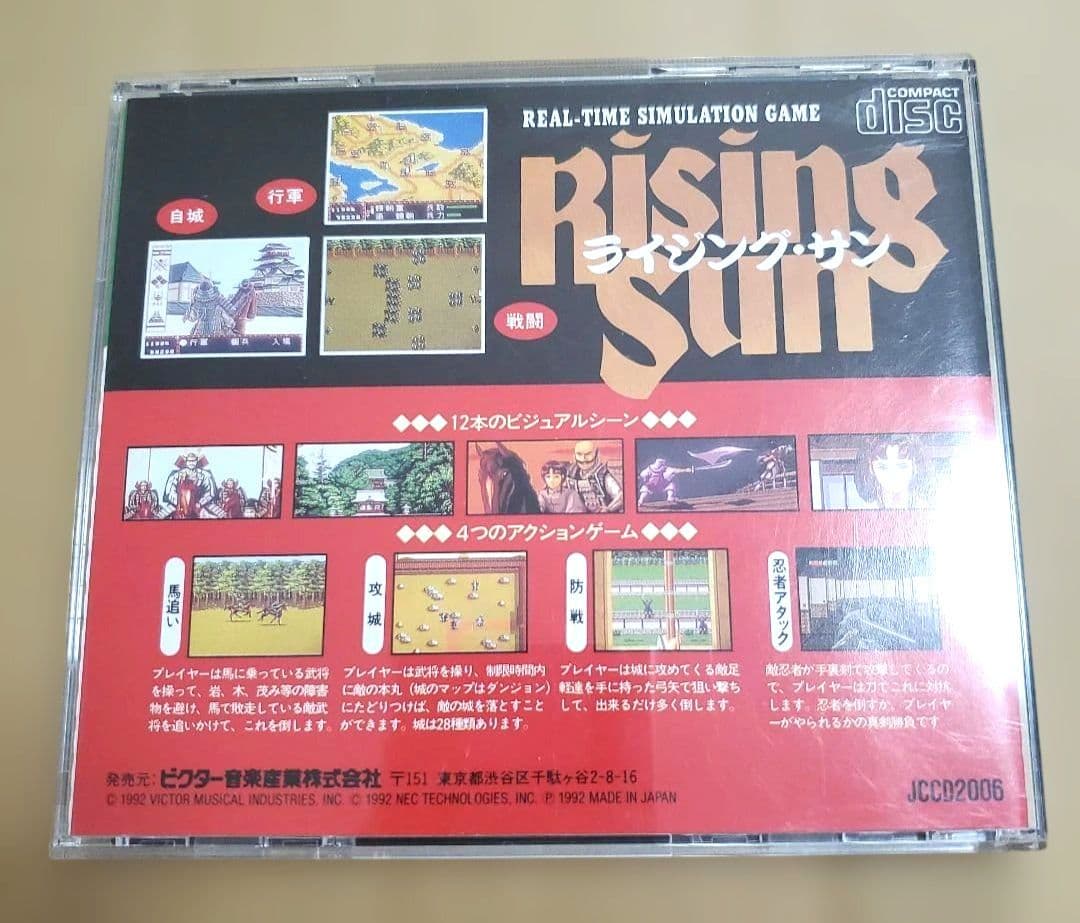 REAL-TIME SIMULATION GAME
COMPACT
disc
Rising
ライジング・サン
Sun
自城
行軍
戦闘
行軍 徴兵 入場
◆◆◆12本のビジュアルシーン◆◆◆
◆◆◆4つのアクションゲーム◆◆◆
馬追い
プレイヤーは馬に乗っている武将
を操って、岩、木、茂み等の障害
物を避け、馬で敗走している敵武
将を追いかけて、これを倒します。
攻城
プレイヤーは武将を操り、制限時間内
に敵の本丸(城のマップはダンジョン)
にたどりつけば、敵の城を落とすこと
ができます。城は28種類あります。
防戦
プレイヤーは城に攻めてくる敵足
軽達を手に持った弓矢で狙い撃ち
して、出来るだけ多く倒します。
忍者アタック
敵忍者が手裏剣で攻撃してくるの
で、プレイヤーは刀でこれに対抗
します。忍者を倒すか、プレイヤ
ーがやられるかの真剣勝負です
発売元:ビクター音楽産業株式会社 〒151 東京都渋谷区千駄ヶ谷2-8-16
© 1992 VICTOR MUSICAL INDUSTRIES, INC. © 1992 NEC TECHNOLOGIES, INC. Ⓟ 1992 MADE IN JAPAN
JCCD2006